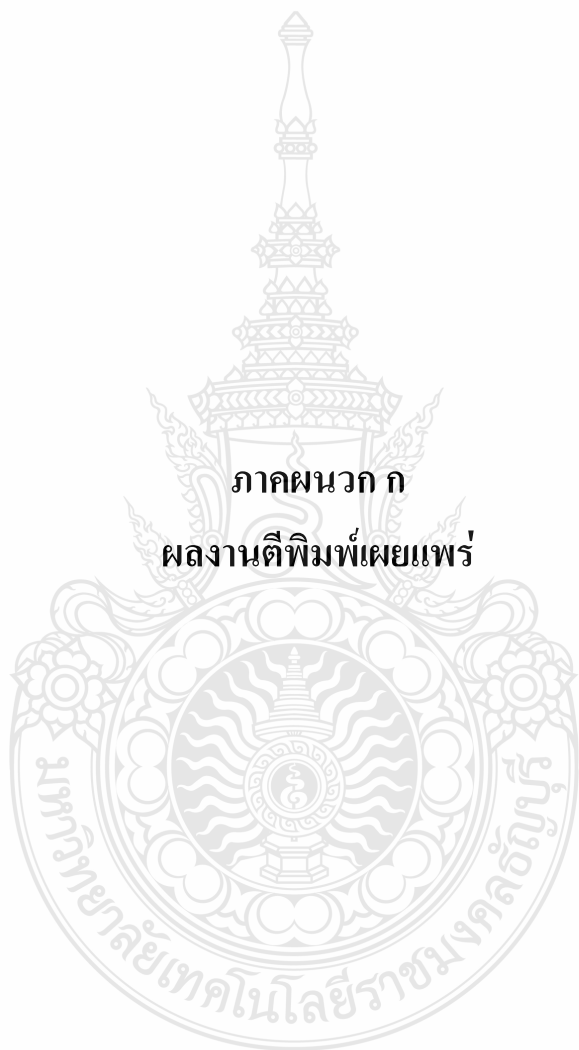 ภาคผนวก ก
ผลงานตีพิมพ์เผยแพร่
มหาวิทยาลัยเทคโนโลยีราชมงคลธัญบุรี